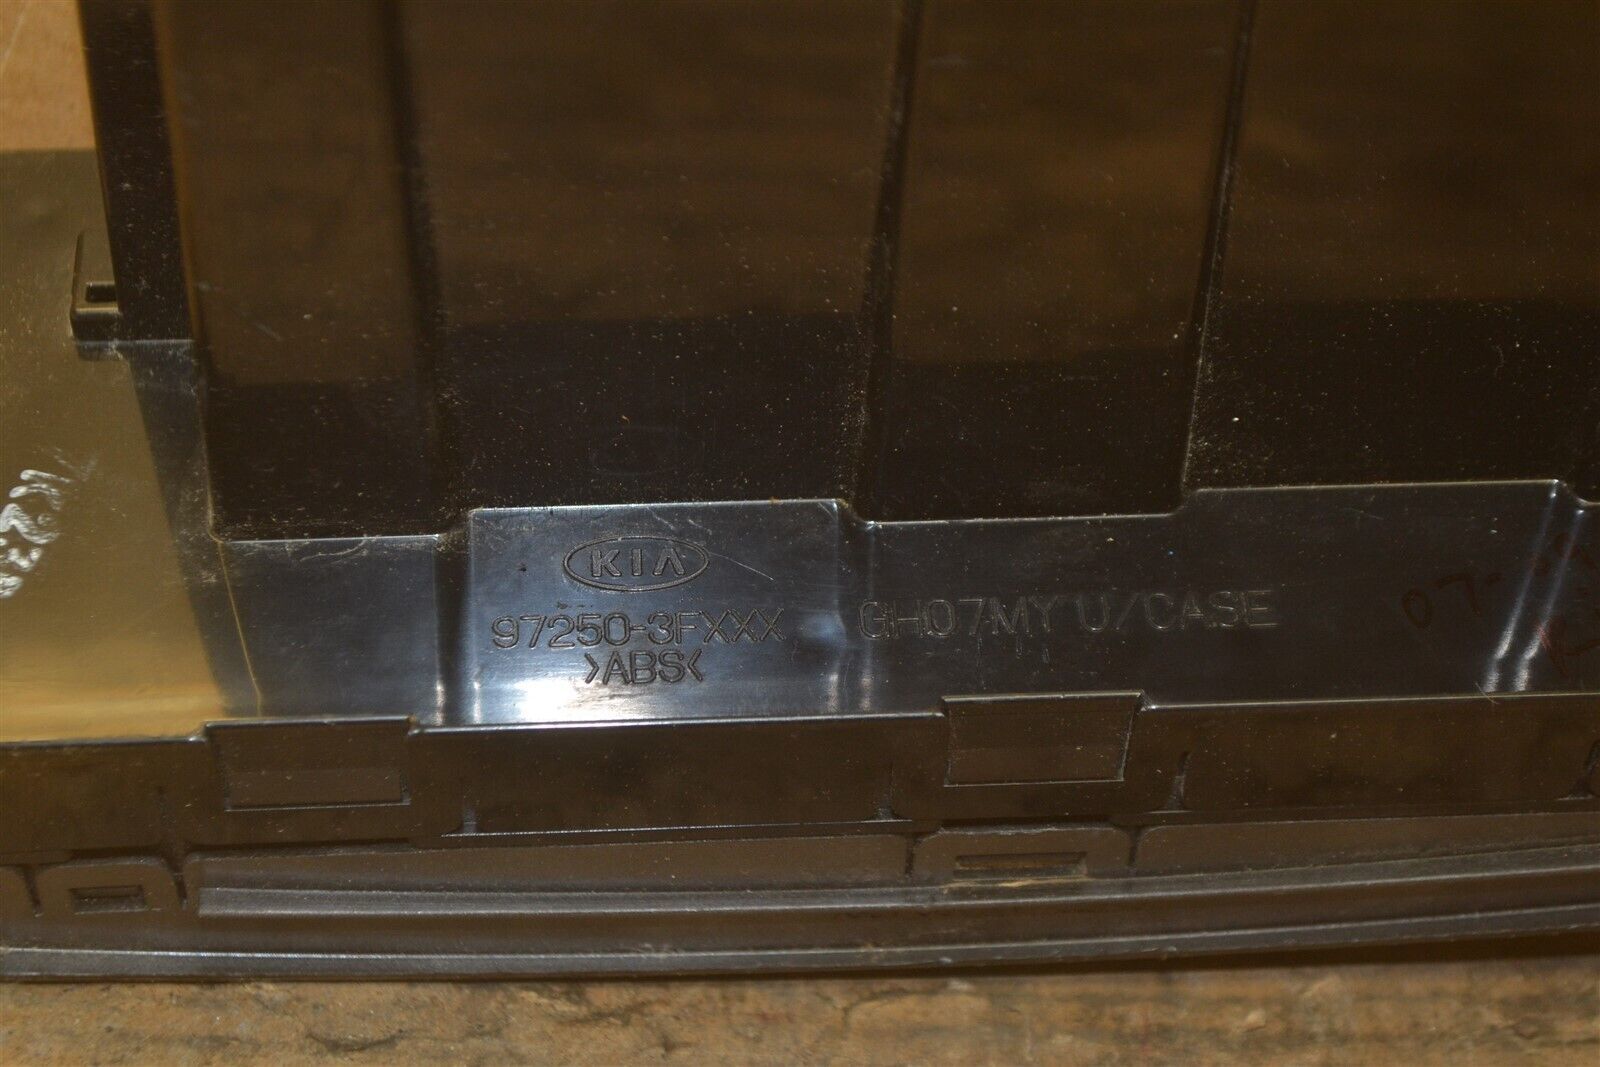 KIA
97250-3FXXX
>ABS<
GH07MY U/CASE